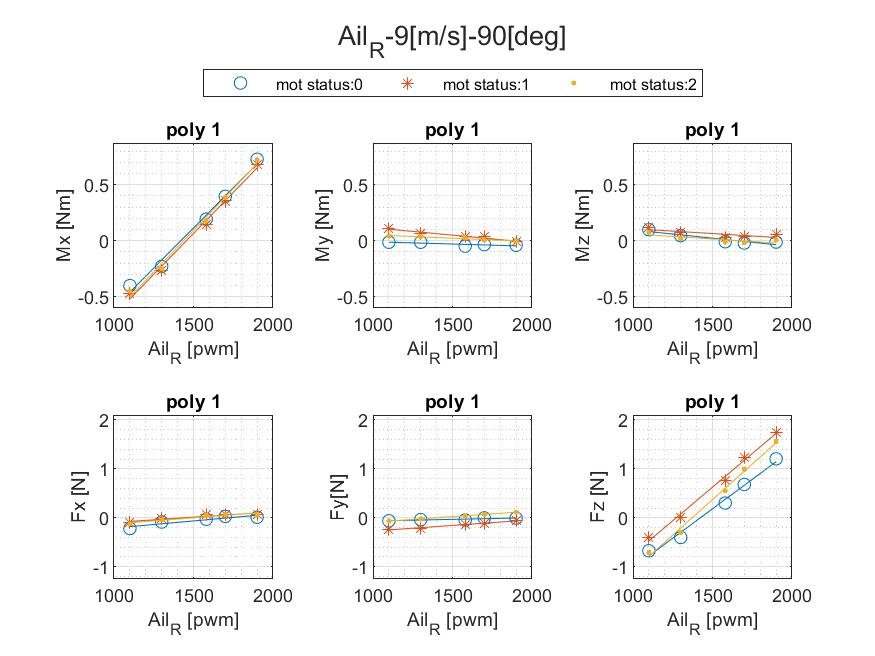 Ail_R-9[m/s]-90[deg]
mot status:0 mot status:1 mot status:2
poly 1 poly 1 poly 1
Mx [Nm] My [Nm] Mz [Nm]
0.5 0.5 0.5
0 0 0
-0.5 -0.5 -0.5
1000 1500 2000 1000 1500 2000 1000 1500 2000
Ail_R [pwm] Ail_R [pwm] Ail_R [pwm]
poly 1 poly 1 poly 1
Fx [N] Fy[N] Fz [N]
2 2 2
1 1 1
0 0 0
-1 -1 -1
1000 1500 2000 1000 1500 2000 1000 1500 2000
Ail_R [pwm] Ail_R [pwm] Ail_R [pwm]